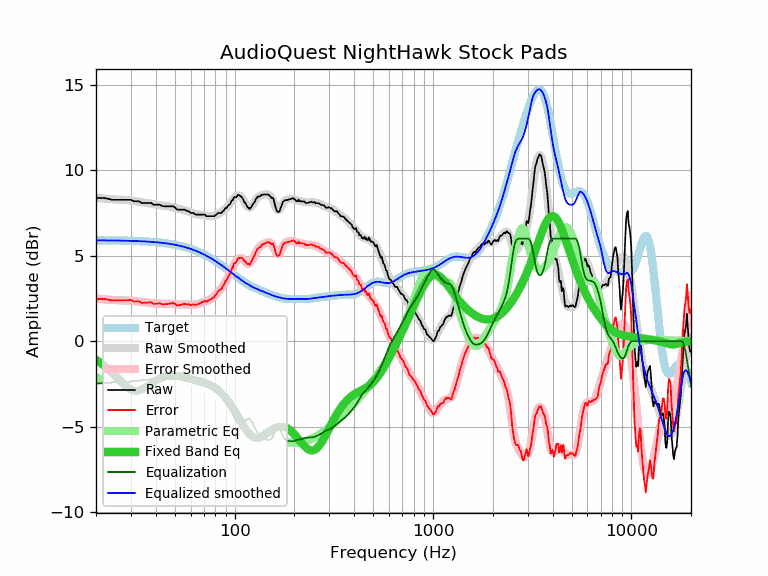 AudioQuest NightHawk Stock Pads
15
10
5
0
−5
−10
Amplitude (dBr)
Target
Raw Smoothed
Error Smoothed
Raw
Error
Parametric Eq
Fixed Band Eq
Equalization
Equalized smoothed
100
1000
10000
Frequency (Hz)